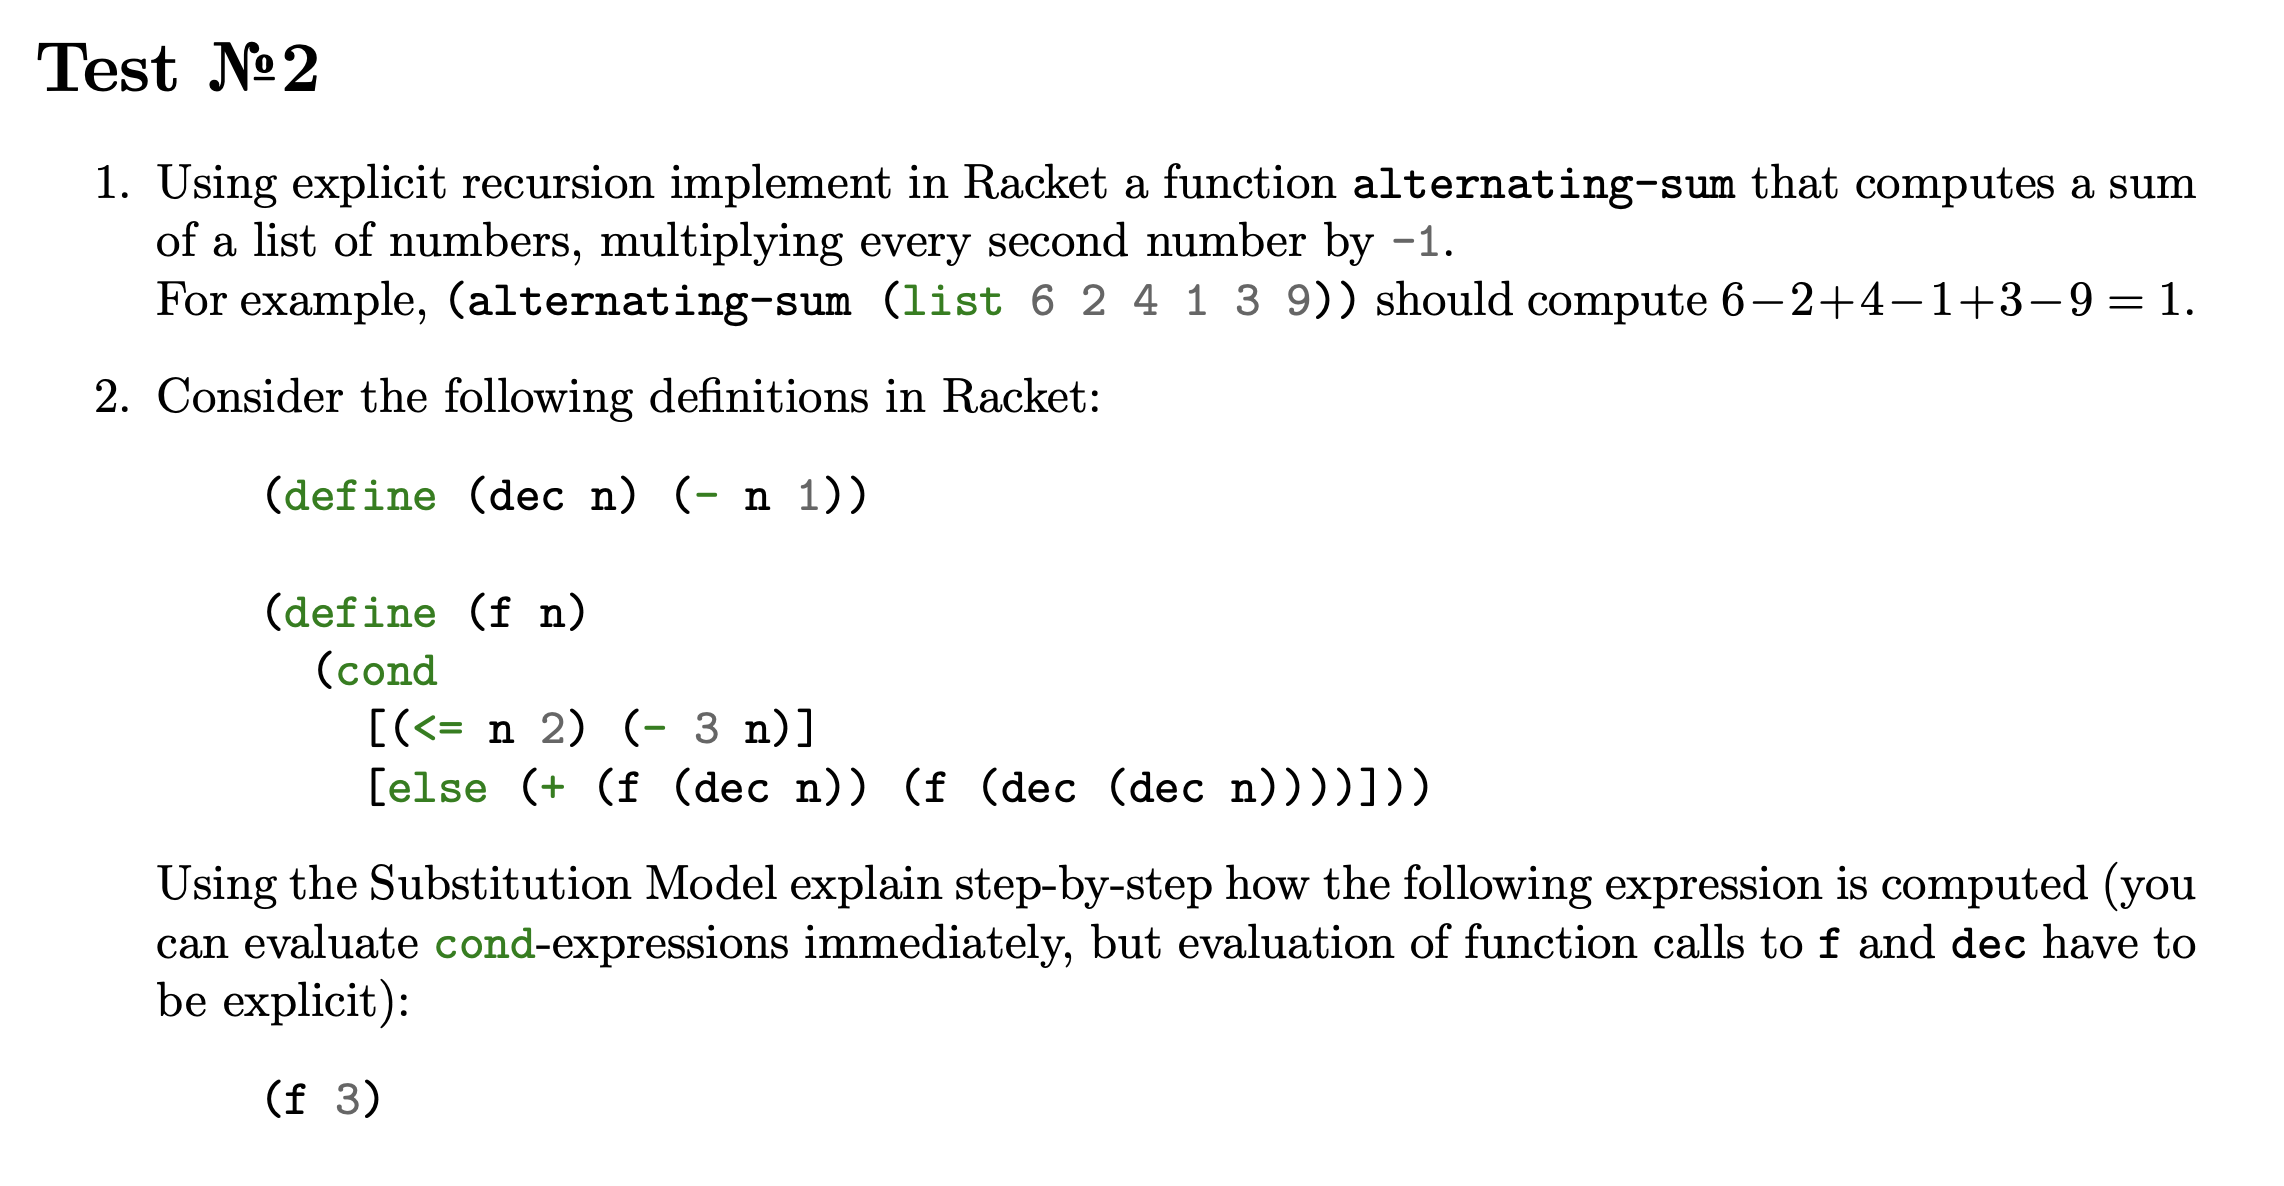 Test №2
1. Using explicit recursion implement in Racket a function alternating-sum that computes a sum
of a list of numbers, multiplying every second number by -1.
For example, (alternating-sum (list 6 2 4 1 3 9)) should compute 6−2+4−1+3−9 = 1.
2. Consider the following definitions in Racket:
(define (dec n) (- n 1))
(define (f n)
(cond
[(<= n 2) (- 3 n)]
[else (+ (f (dec n)) (f (dec (dec n))))]))
Using the Substitution Model explain step-by-step how the following expression is computed (you
can evaluate cond-expressions immediately, but evaluation of function calls to f and dec have to
be explicit):
(f 3)